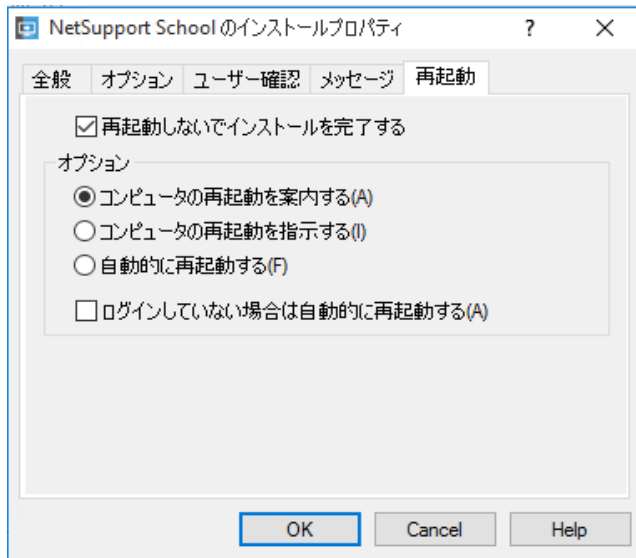 NetSupport School のインストールプロパティ ?
全般 オプション ユーザー確認 メッセージ 再起動
再起動しないでインストールを完了する
オプション
コンピュータの再起動を案内する(A)
コンピュータの再起動を指示する(I)
自動的に再起動する(F)
ログインしていない場合は自動的に再起動する(A)
OK Cancel Help